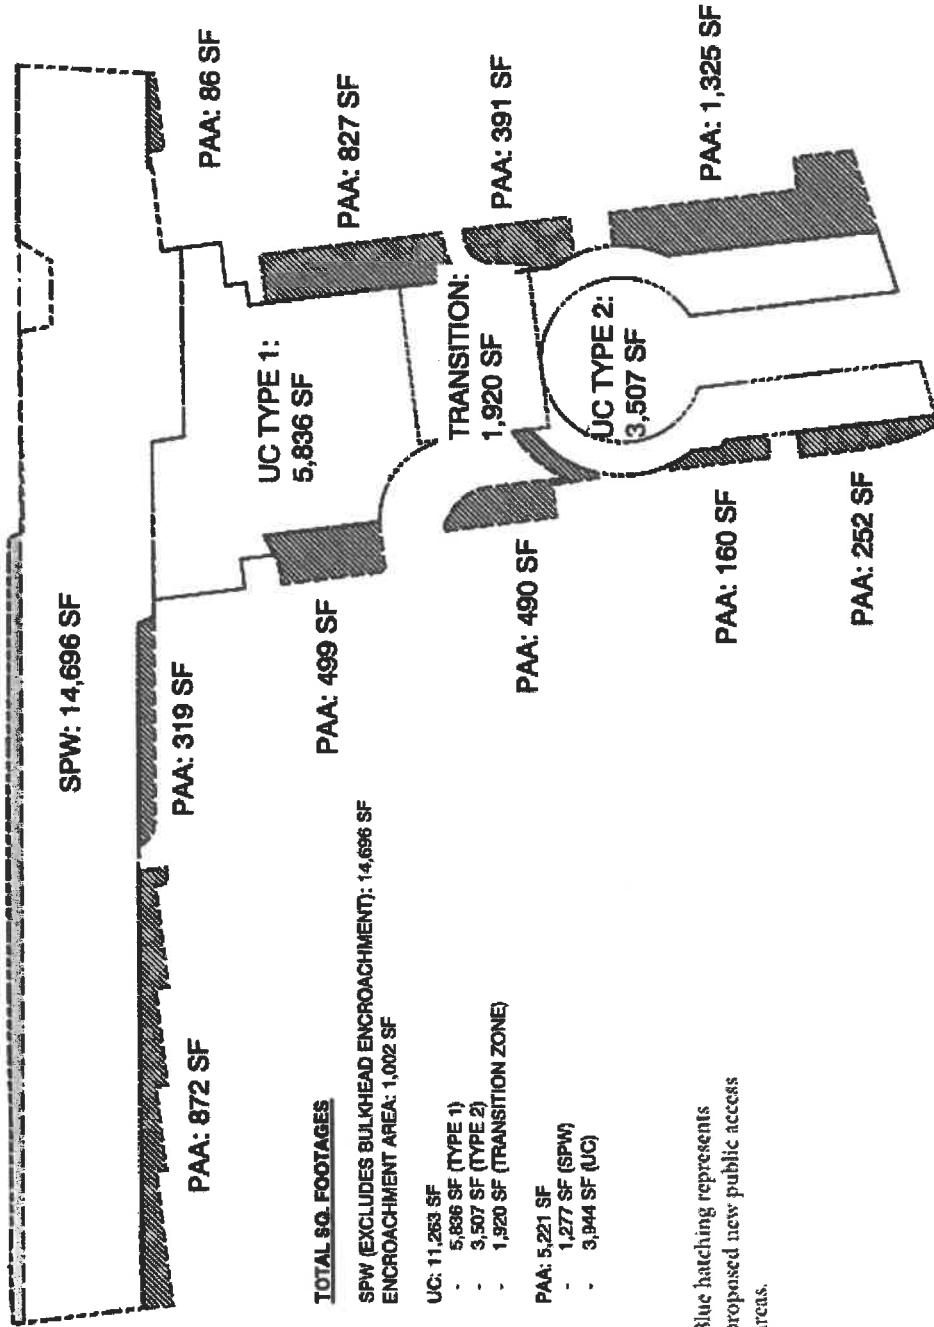 SPW: 14,696 SF
PAA: 86 SF
PAA: 319 SF
PAA: 872 SF
UC TYPE 1:
5,836 SF
PAA: 827 SF
PAA: 499 SF
TRANSITION:
1,920 SF
PAA: 391 SF
PAA: 490 SF
UC TYPE 2:
3,507 SF
PAA: 1,325 SF
PAA: 160 SF
PAA: 252 SF
TOTAL SQ. FOOTAGES
SPW (EXCLUDES BULKHEAD ENCROACHMENT): 14,696 SF
ENCROACHMENT AREA: 1,002 SF
UC: 11,263 SF
- 5,836 SF (TYPE 1)
- 3,507 SF (TYPE 2)
- 1,920 SF (TRANSITION ZONE)
PAA: 5,221 SF
- 1,277 SF (SPW)
- 3,944 SF (UC)
Blue hatching represents
proposed new public access
areas.